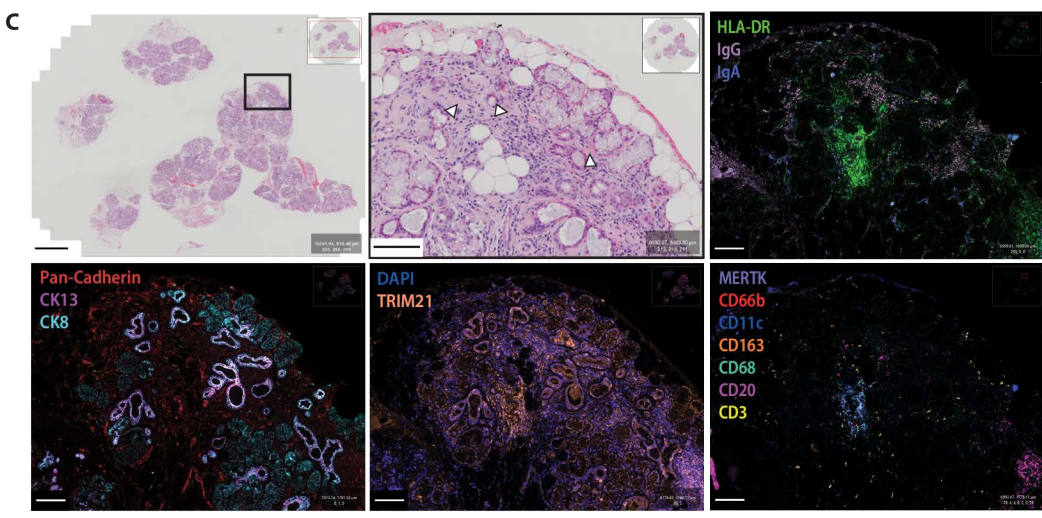 C
HLA-DR
IgG
IgA
Pan-Cadherin
CK13
CK8
DAPI
TRIM21
MERTK
CD66b
CD11c
CD163
CD68
CD20
CD3